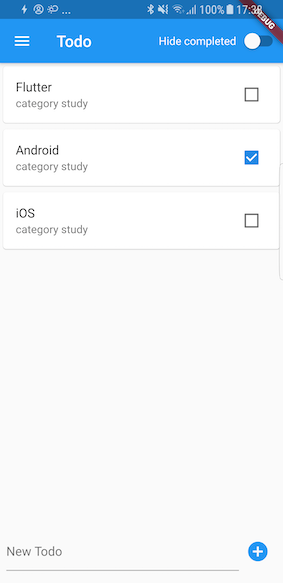 ... 100% 17:38
DEBUG
Todo Hide completed
Flutter
category study
Android
category study
iOS
category study
New Todo